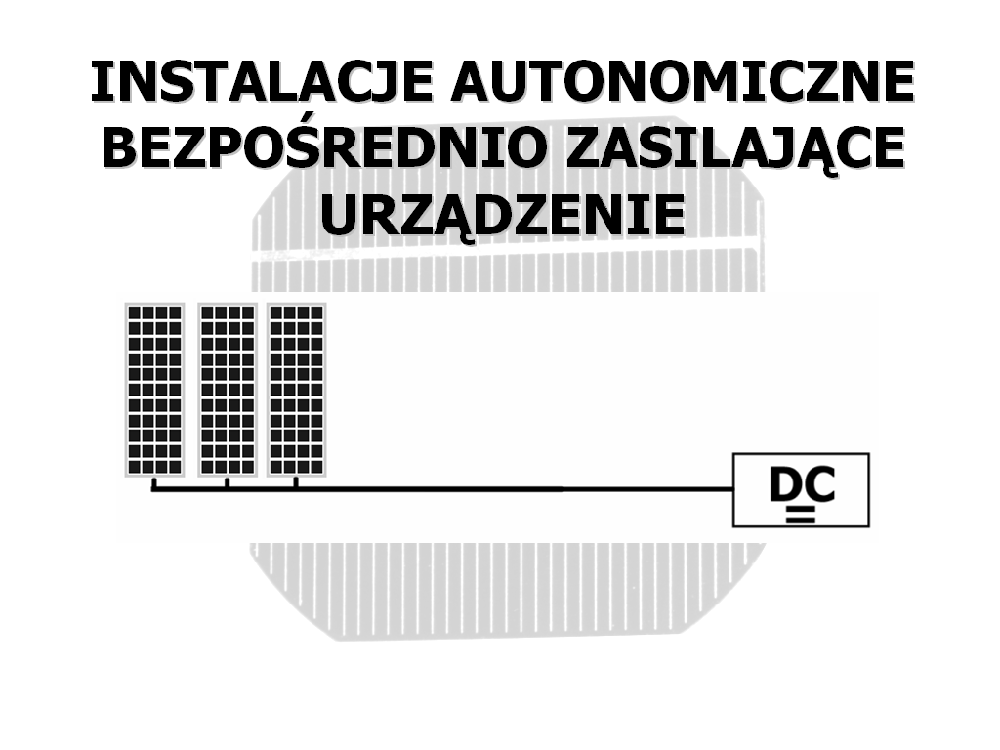 INSTALACJE AUTONOMICZNE
BEZPOŚREDNIO ZASILAJĄCE
URZĄDZENIE
DC